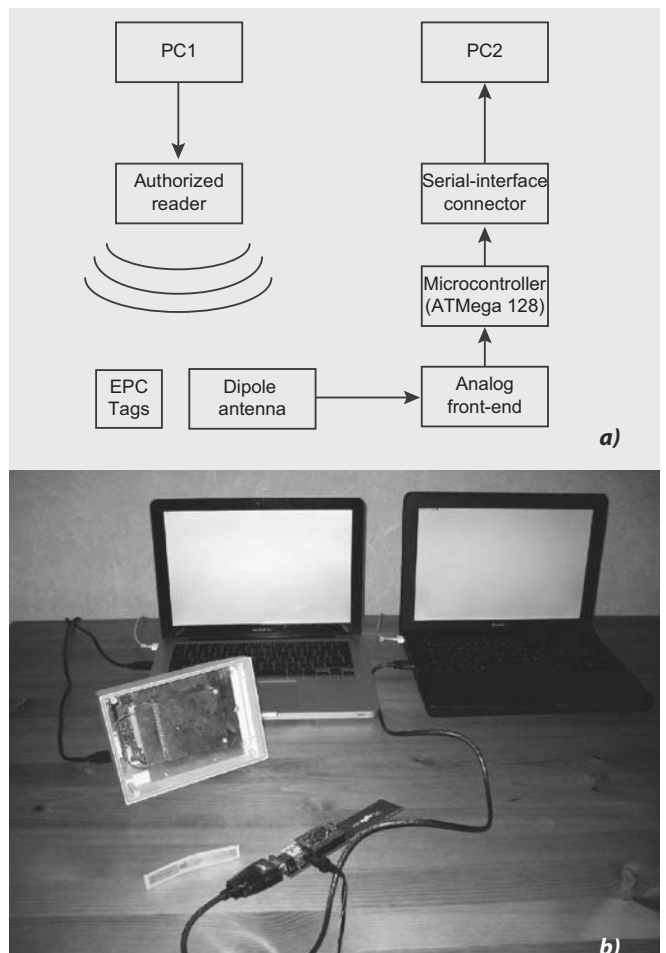 PC1
PC2
Authorized
reader
Serial-interface
connector
Microcontroller
(ATMega 128)
EPC
Tags
Dipole
antenna
Analog
front-end
a)
b)